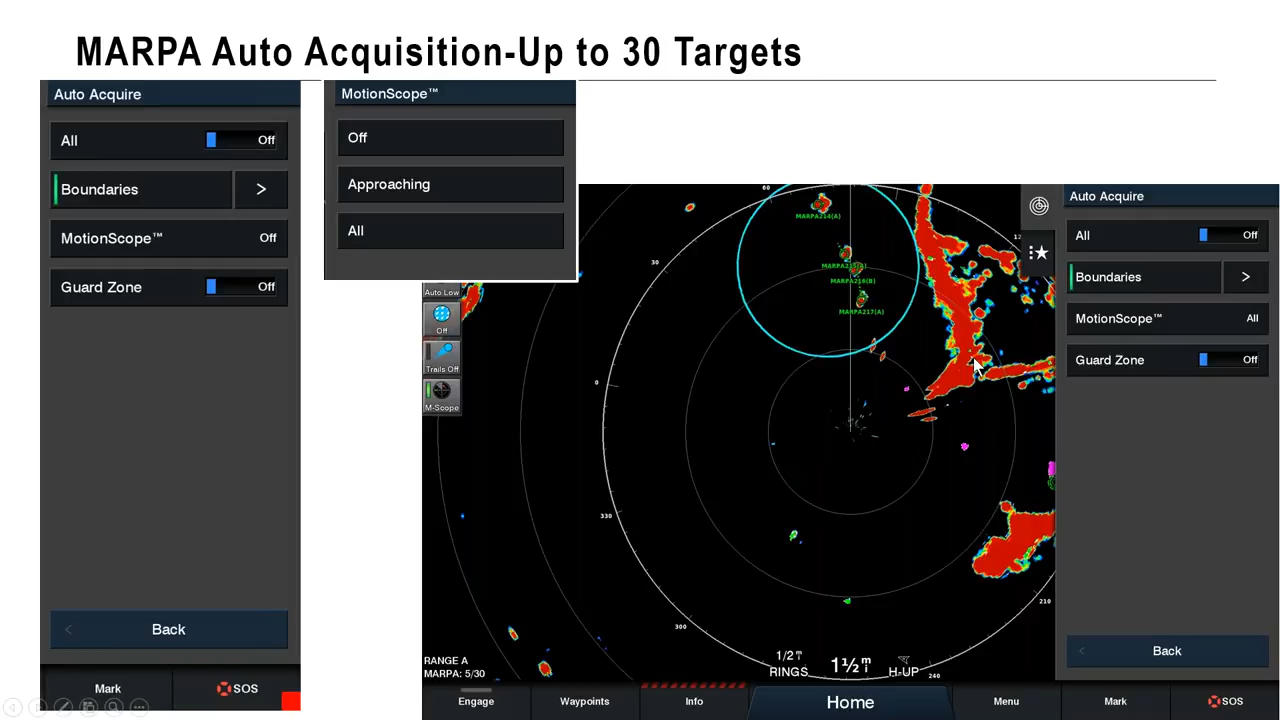 MARPA Auto Acquisition-Up to 30 Targets
Auto Acquire
All Off
Boundaries >
MotionScope™ Off
Guard Zone Off
< Back
Mark SOS
MotionScope™
Off
Approaching
All
Auto Low
Off
Trails Off
M-Scope
60
30
0
330
300
240
210
12
MARPA214(A)
MARPA216(B)
MARPA217(A)
RANGE A
MARPA: 5/30
1/2 m
RINGS
1½ m
H-UP
Auto Acquire
All Off
Boundaries >
MotionScope™ All
Guard Zone Off
< Back
Engage Waypoints Info Home Menu Mark SOS